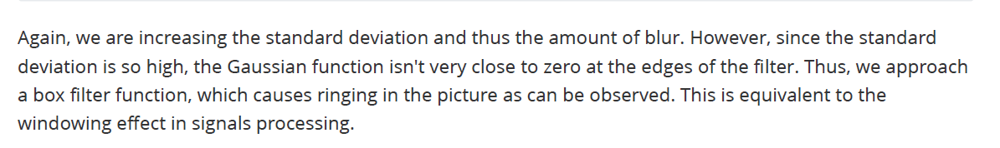 Again, we are increasing the standard deviation and thus the amount of blur. However, since the standard
deviation is so high, the Gaussian function isn't very close to zero at the edges of the filter. Thus, we approach
a box filter function, which causes ringing in the picture as can be observed. This is equivalent to the
windowing effect in signals processing.